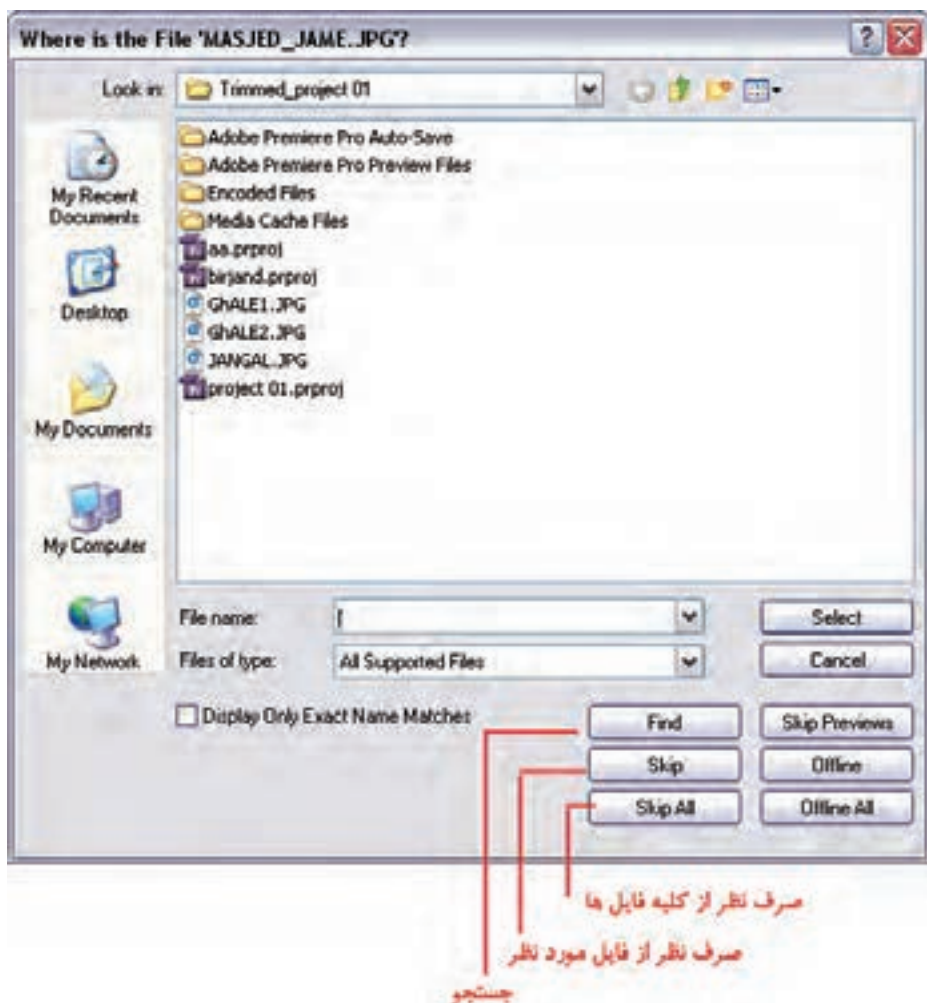 Where is the File 'MASJED_JAME.JPG'?
Look in:
Trimmed_project 01
My Recent Documents
Desktop
My Documents
My Computer
My Network
Adobe Premiere Pro Auto-Save
Adobe Premiere Pro Preview Files
Encoded Files
Media Cache Files
aa.prproj
birjand.prproj
GhALE1.JPG
GhALE2.JPG
JANGAL.JPG
project 01.prproj
File name:
Select
Files of type:
All Supported Files
Cancel
Display Only Exact Name Matches
Find
Skip Previews
Skip
Offline
Skip All
Offline All
صرف نظر از کلیه فایل ها
صرف نظر از فایل مورد نظر
جستجو